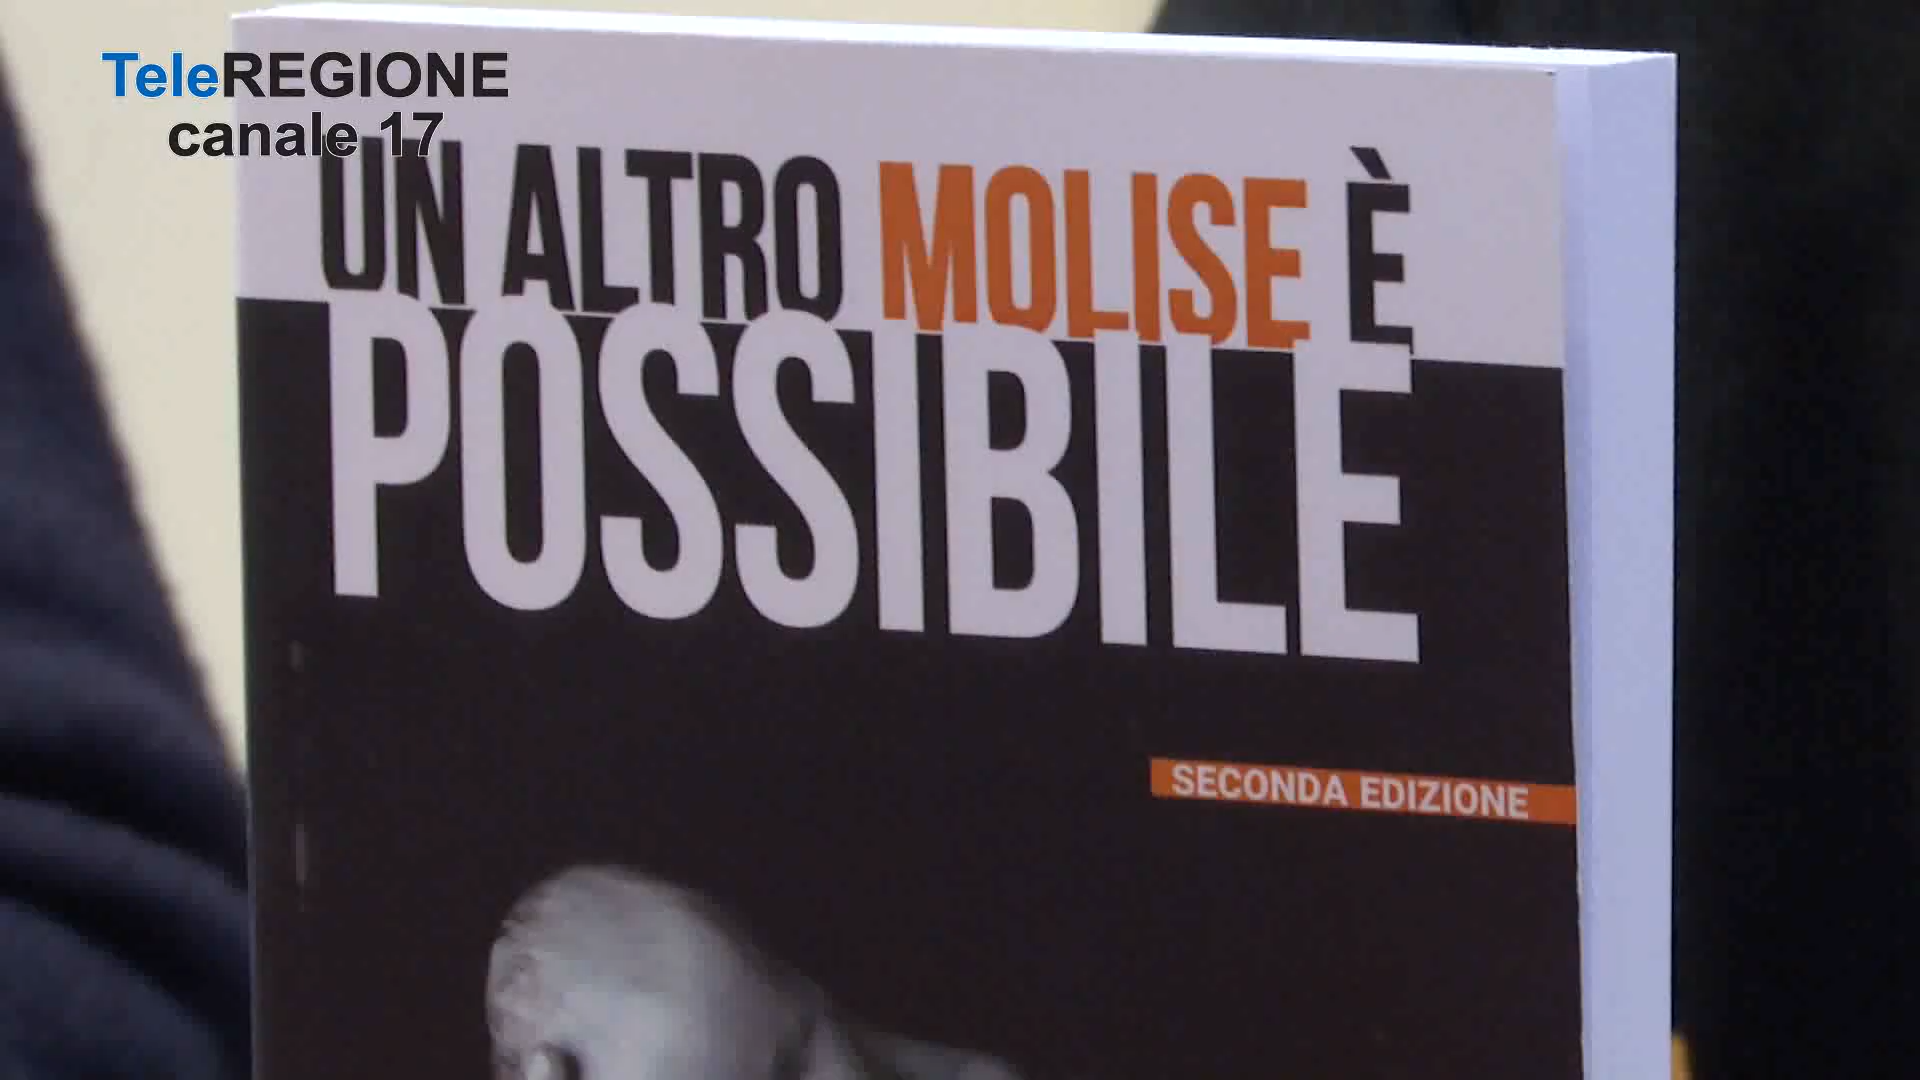 TeleREGIONE
canale 17
UN ALTRO MOLISE È
POSSIBILE
SECONDA EDIZIONE